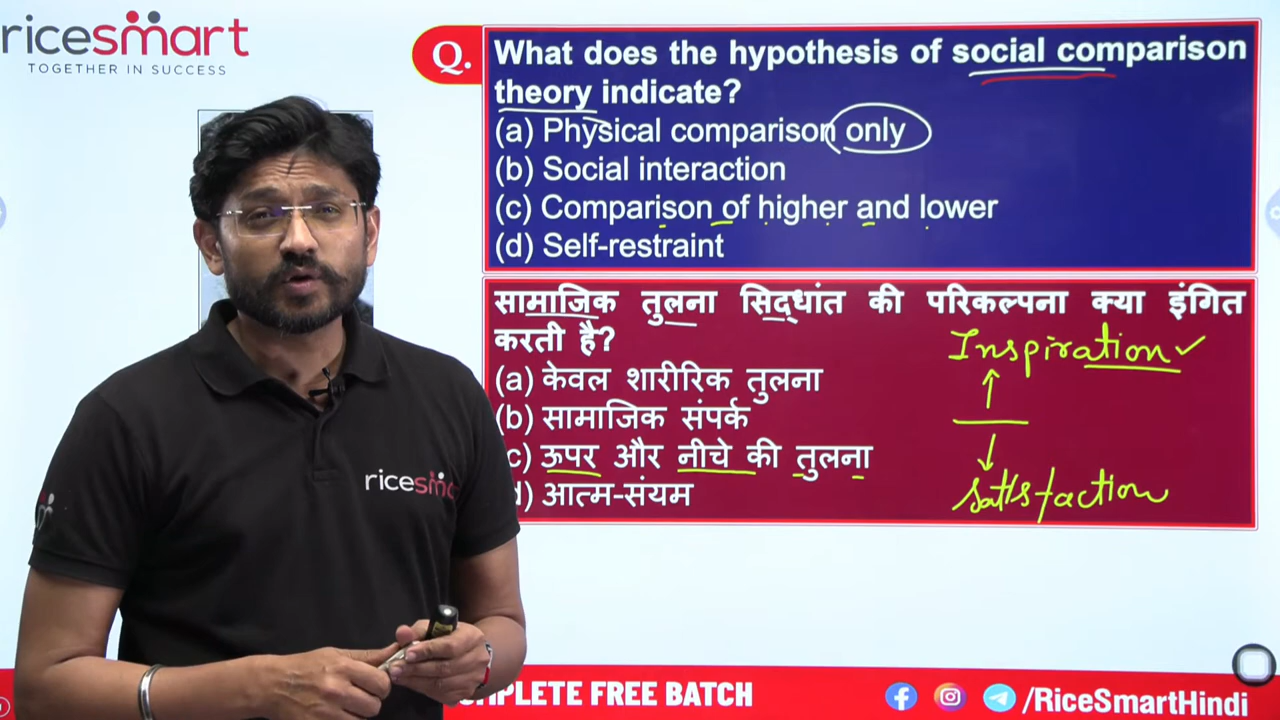 ricesmart
TOGETHER IN SUCCESS
Q.
What does the hypothesis of social comparison
theory indicate?
(a) Physical comparison only
(b) Social interaction
(c) Comparison of higher and lower
(d) Self-restraint
सामाजिक तुलना सिद्धांत की परिकल्पना क्या इंगित
करती है?
(a) केवल शारीरिक तुलना
(b) सामाजिक संपर्क
c) ऊपर और नीचे की तुलना
d) आत्म-संयम
Inspiration
Satisfaction
ricesm
MPLETE FREE BATCH
/RiceSmartHindi